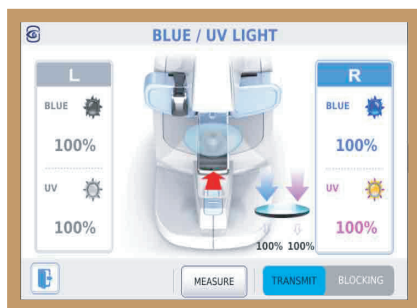 BLUE / UV LIGHT
L
BLUE
100%
UV
100%
R
BLUE
100%
UV
100%
100% 100%
MEASURE
TRANSMIT
BLOCKING